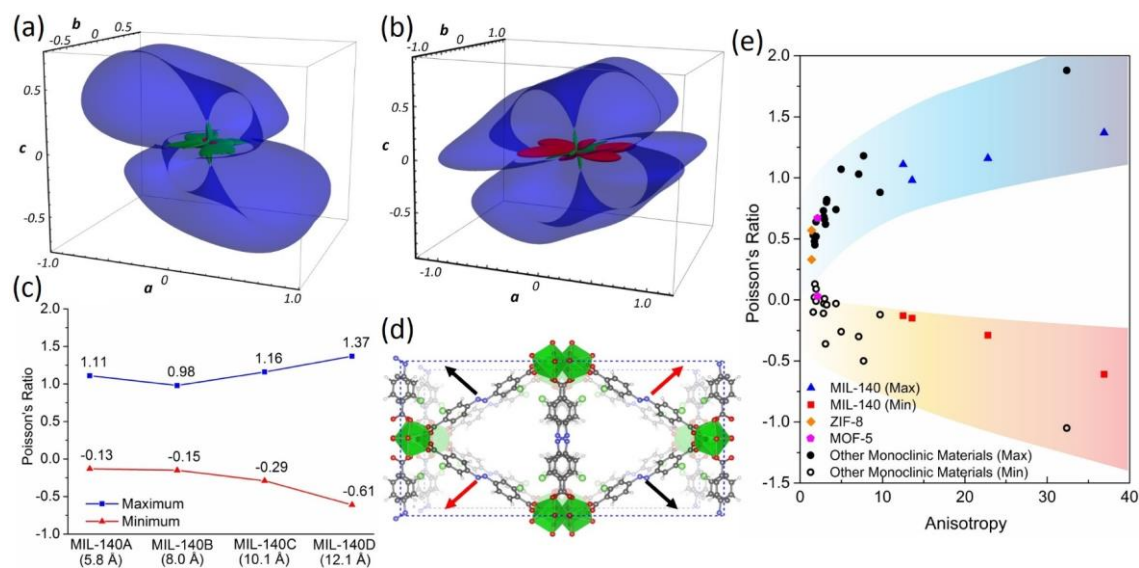 (a)
b
0.5
0
-0.5
c
0.5
0
-0.5
-1.0
0
a
1.0
(b)
b
1.0
0
-1.0
c
0.5
0
-0.5
-1.0
0
a
1.0
(c)
Poisson's Ratio
2.0
1.5
1.0
0.5
0.0
-0.5
-1.0
1.11
0.98
1.16
1.37
-0.13
-0.15
-0.29
-0.61
Maximum
Minimum
MIL-140A MIL-140B MIL-140C MIL-140D
(5.8 Å) (8.0 Å) (10.1 Å) (12.1 Å)
(d)
(e)
Poisson's Ratio
2.0
1.5
1.0
0.5
0.0
-0.5
-1.0
-1.5
MIL-140 (Max)
MIL-140 (Min)
ZIF-8
MOF-5
Other Monoclinic Materials (Max)
Other Monoclinic Materials (Min)
0 10 20 30 40
Anisotropy